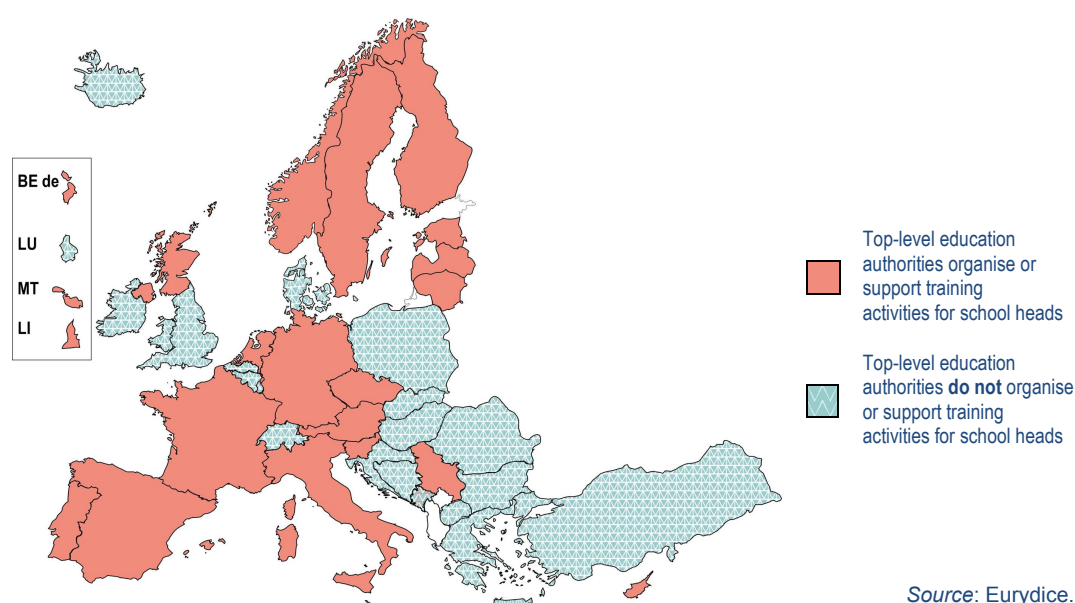 BE de
LU
MT
LI
Top-level education
authorities organise or
support training
activities for school heads
Top-level education
authorities do not organise
or support training
activities for school heads
Source: Eurydice.